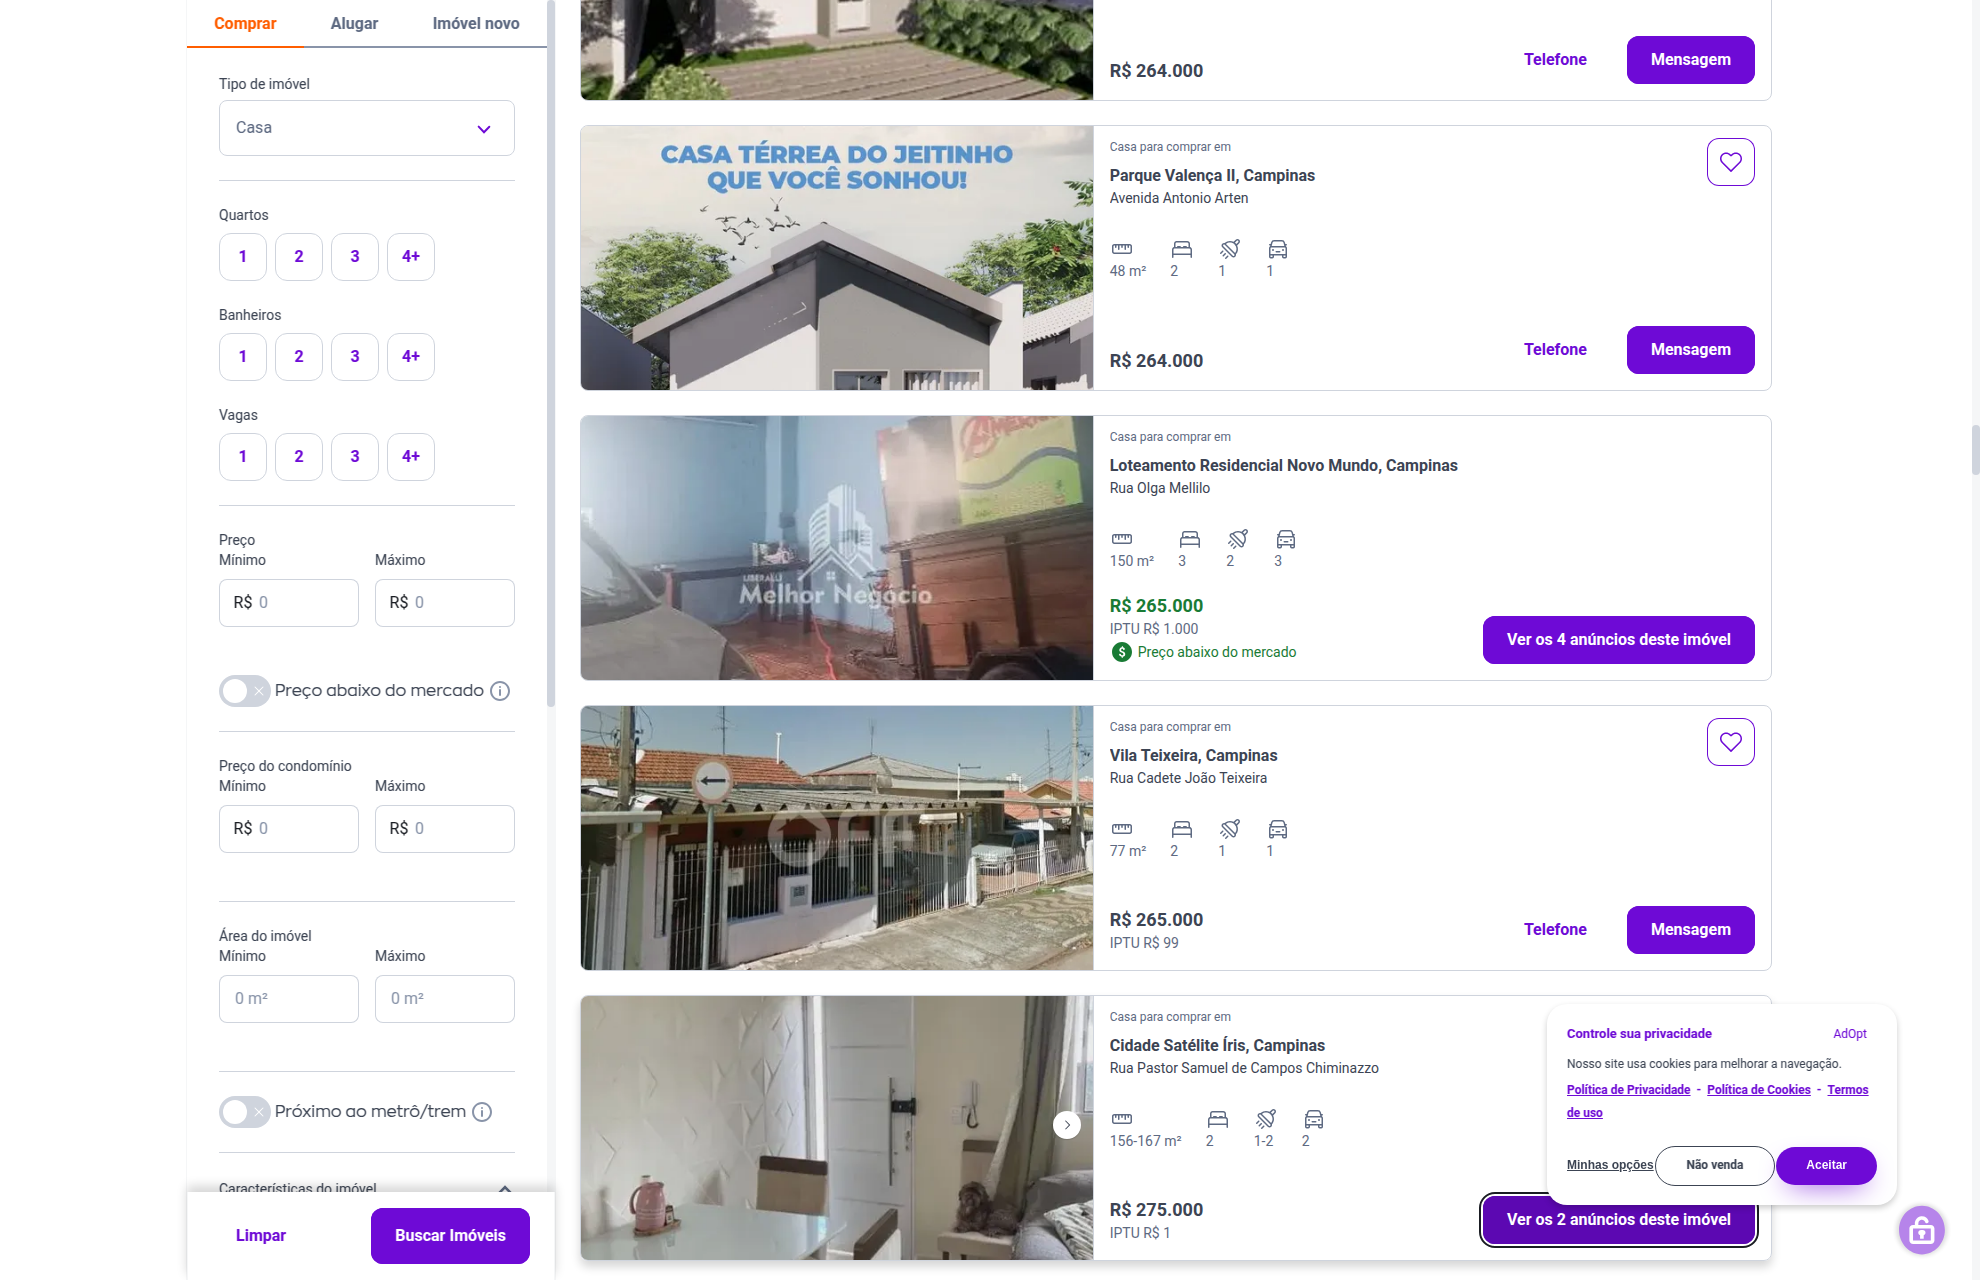 Comprar
Alugar
Imóvel novo
Tipo de imóvel
Casa
Quartos
1
2
3
4+
Banheiros
1
2
3
4+
Vagas
1
2
3
4+
Preço
Mínimo
Máximo
R$ 0
R$ 0
Preço abaixo do mercado
Preço do condomínio
Mínimo
Máximo
R$ 0
R$ 0
Área do imóvel
Mínimo
Máximo
0 m²
0 m²
Próximo ao metrô/trem
Características do imóvel
Limpar
Buscar Imóveis
R$ 264.000
Telefone
Mensagem
CASA TÉRREA DO JEITINHO
QUE VOCÊ SONHOU!
Casa para comprar em
Parque Valença II, Campinas
Avenida Antonio Arten
48 m²
2
1
1
R$ 264.000
Telefone
Mensagem
LIBERALLI
Melhor Negócio
Casa para comprar em
Loteamento Residencial Novo Mundo, Campinas
Rua Olga Mellilo
150 m²
3
2
3
R$ 265.000
IPTU R$ 1.000
$ Preço abaixo do mercado
Ver os 4 anúncios deste imóvel
Casa para comprar em
Vila Teixeira, Campinas
Rua Cadete João Teixeira
77 m²
2
1
1
R$ 265.000
IPTU R$ 99
Telefone
Mensagem
Casa para comprar em
Cidade Satélite Íris, Campinas
Rua Pastor Samuel de Campos Chiminazzo
156-167 m²
2
1-2
2
R$ 275.000
IPTU R$ 1
Ver os 2 anúncios deste imóvel
Controle sua privacidade
AdOpt
Nosso site usa cookies para melhorar a navegação.
Política de Privacidade - Política de Cookies - Termos
de uso
Minhas opções
Não venda
Aceitar